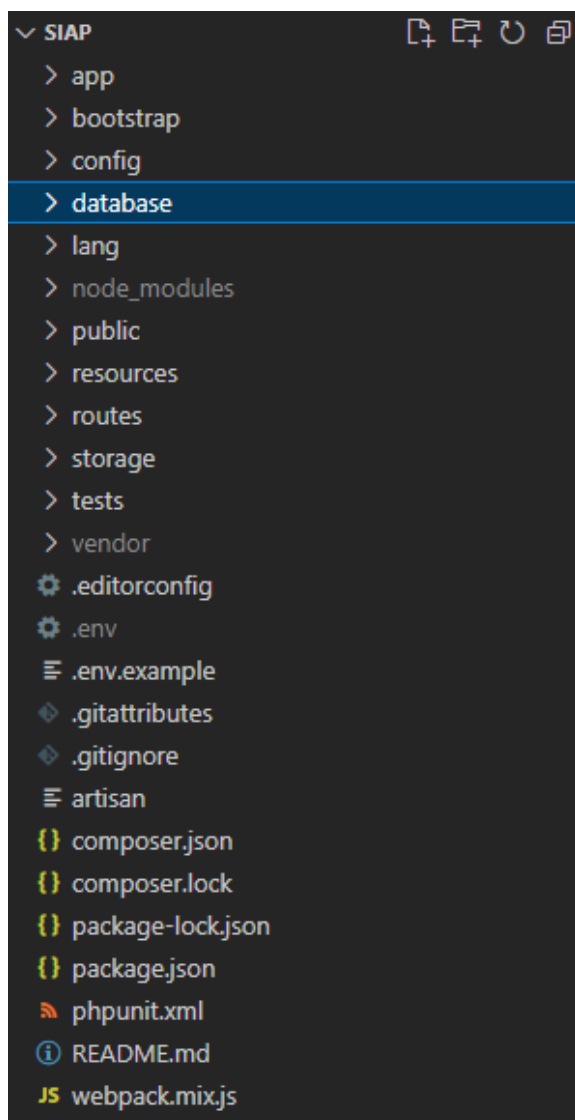 SIAP
app
bootstrap
config
database
lang
node_modules
public
resources
routes
storage
tests
vendor
.editorconfig
.env
.env.example
.gitattributes
.gitignore
artisan
{} composer.json
{} composer.lock
{} package-lock.json
{} package.json
phpunit.xml
README.md
JS webpack.mix.js